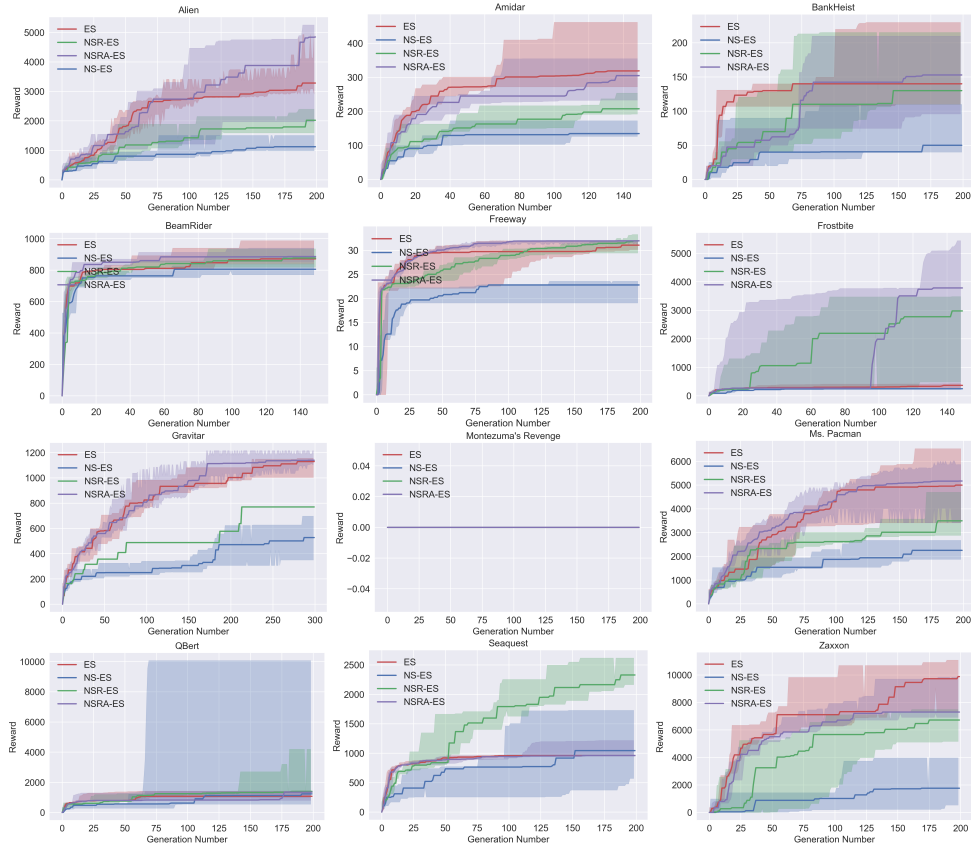 Alien
Reward
5000
4000
3000
2000
1000
0
ES
NSR-ES
NSRA-ES
NS-ES
0 25 50 75 100 125 150 175 200
Generation Number
Amidar
Reward
400
300
200
100
0
ES
NS-ES
NSR-ES
NSRA-ES
0 20 40 60 80 100 120 140
Generation Number
BankHeist
Reward
200
150
100
50
0
ES
NS-ES
NSR-ES
NSRA-ES
0 25 50 75 100 125 150 175 200
Generation Number
BeamRider
Reward
1000
800
600
400
200
0
ES
NS-ES
NSR-ES
NSRA-ES
0 20 40 60 80 100 120 140
Generation Number
Freeway
Reward
30
25
20
15
10
5
0
ES
NS-ES
NSR-ES
NSRA-ES
0 25 50 75 100 125 150 175 200
Generation Number
Frostbite
Reward
5000
4000
3000
2000
1000
0
ES
NS-ES
NSR-ES
NSRA-ES
0 20 40 60 80 100 120 140
Generation Number
Gravitar
Reward
1200
1000
800
600
400
200
0
ES
NS-ES
NSR-ES
NSRA-ES
0 50 100 150 200 250 300
Generation Number
Montezuma's Revenge
Reward
0.04
0.02
0.00
−0.02
−0.04
ES
NS-ES
NSR-ES
NSRA-ES
0 25 50 75 100 125 150 175 200
Generation Number
Ms. Pacman
Reward
6000
5000
4000
3000
2000
1000
0
ES
NS-ES
NSR-ES
NSRA-ES
0 25 50 75 100 125 150 175 200
Generation Number
QBert
Reward
10000
8000
6000
4000
2000
0
ES
NS-ES
NSR-ES
NSRA-ES
0 25 50 75 100 125 150 175 200
Generation Number
Seaquest
Reward
2500
2000
1500
1000
500
0
ES
NS-ES
NSR-ES
NSRA-ES
0 25 50 75 100 125 150 175 200
Generation Number
Zaxxon
Reward
10000
8000
6000
4000
2000
0
ES
NS-ES
NSR-ES
NSRA-ES
0 25 50 75 100 125 150 175 200
Generation Number